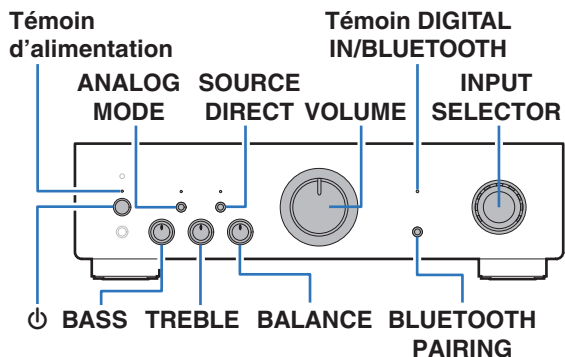 Témoin
d'alimentation
Témoin DIGITAL
IN/BLUETOOTH
ANALOG
MODE
SOURCE
DIRECT
VOLUME
INPUT
SELECTOR
BASS
TREBLE
BALANCE
BLUETOOTH
PAIRING